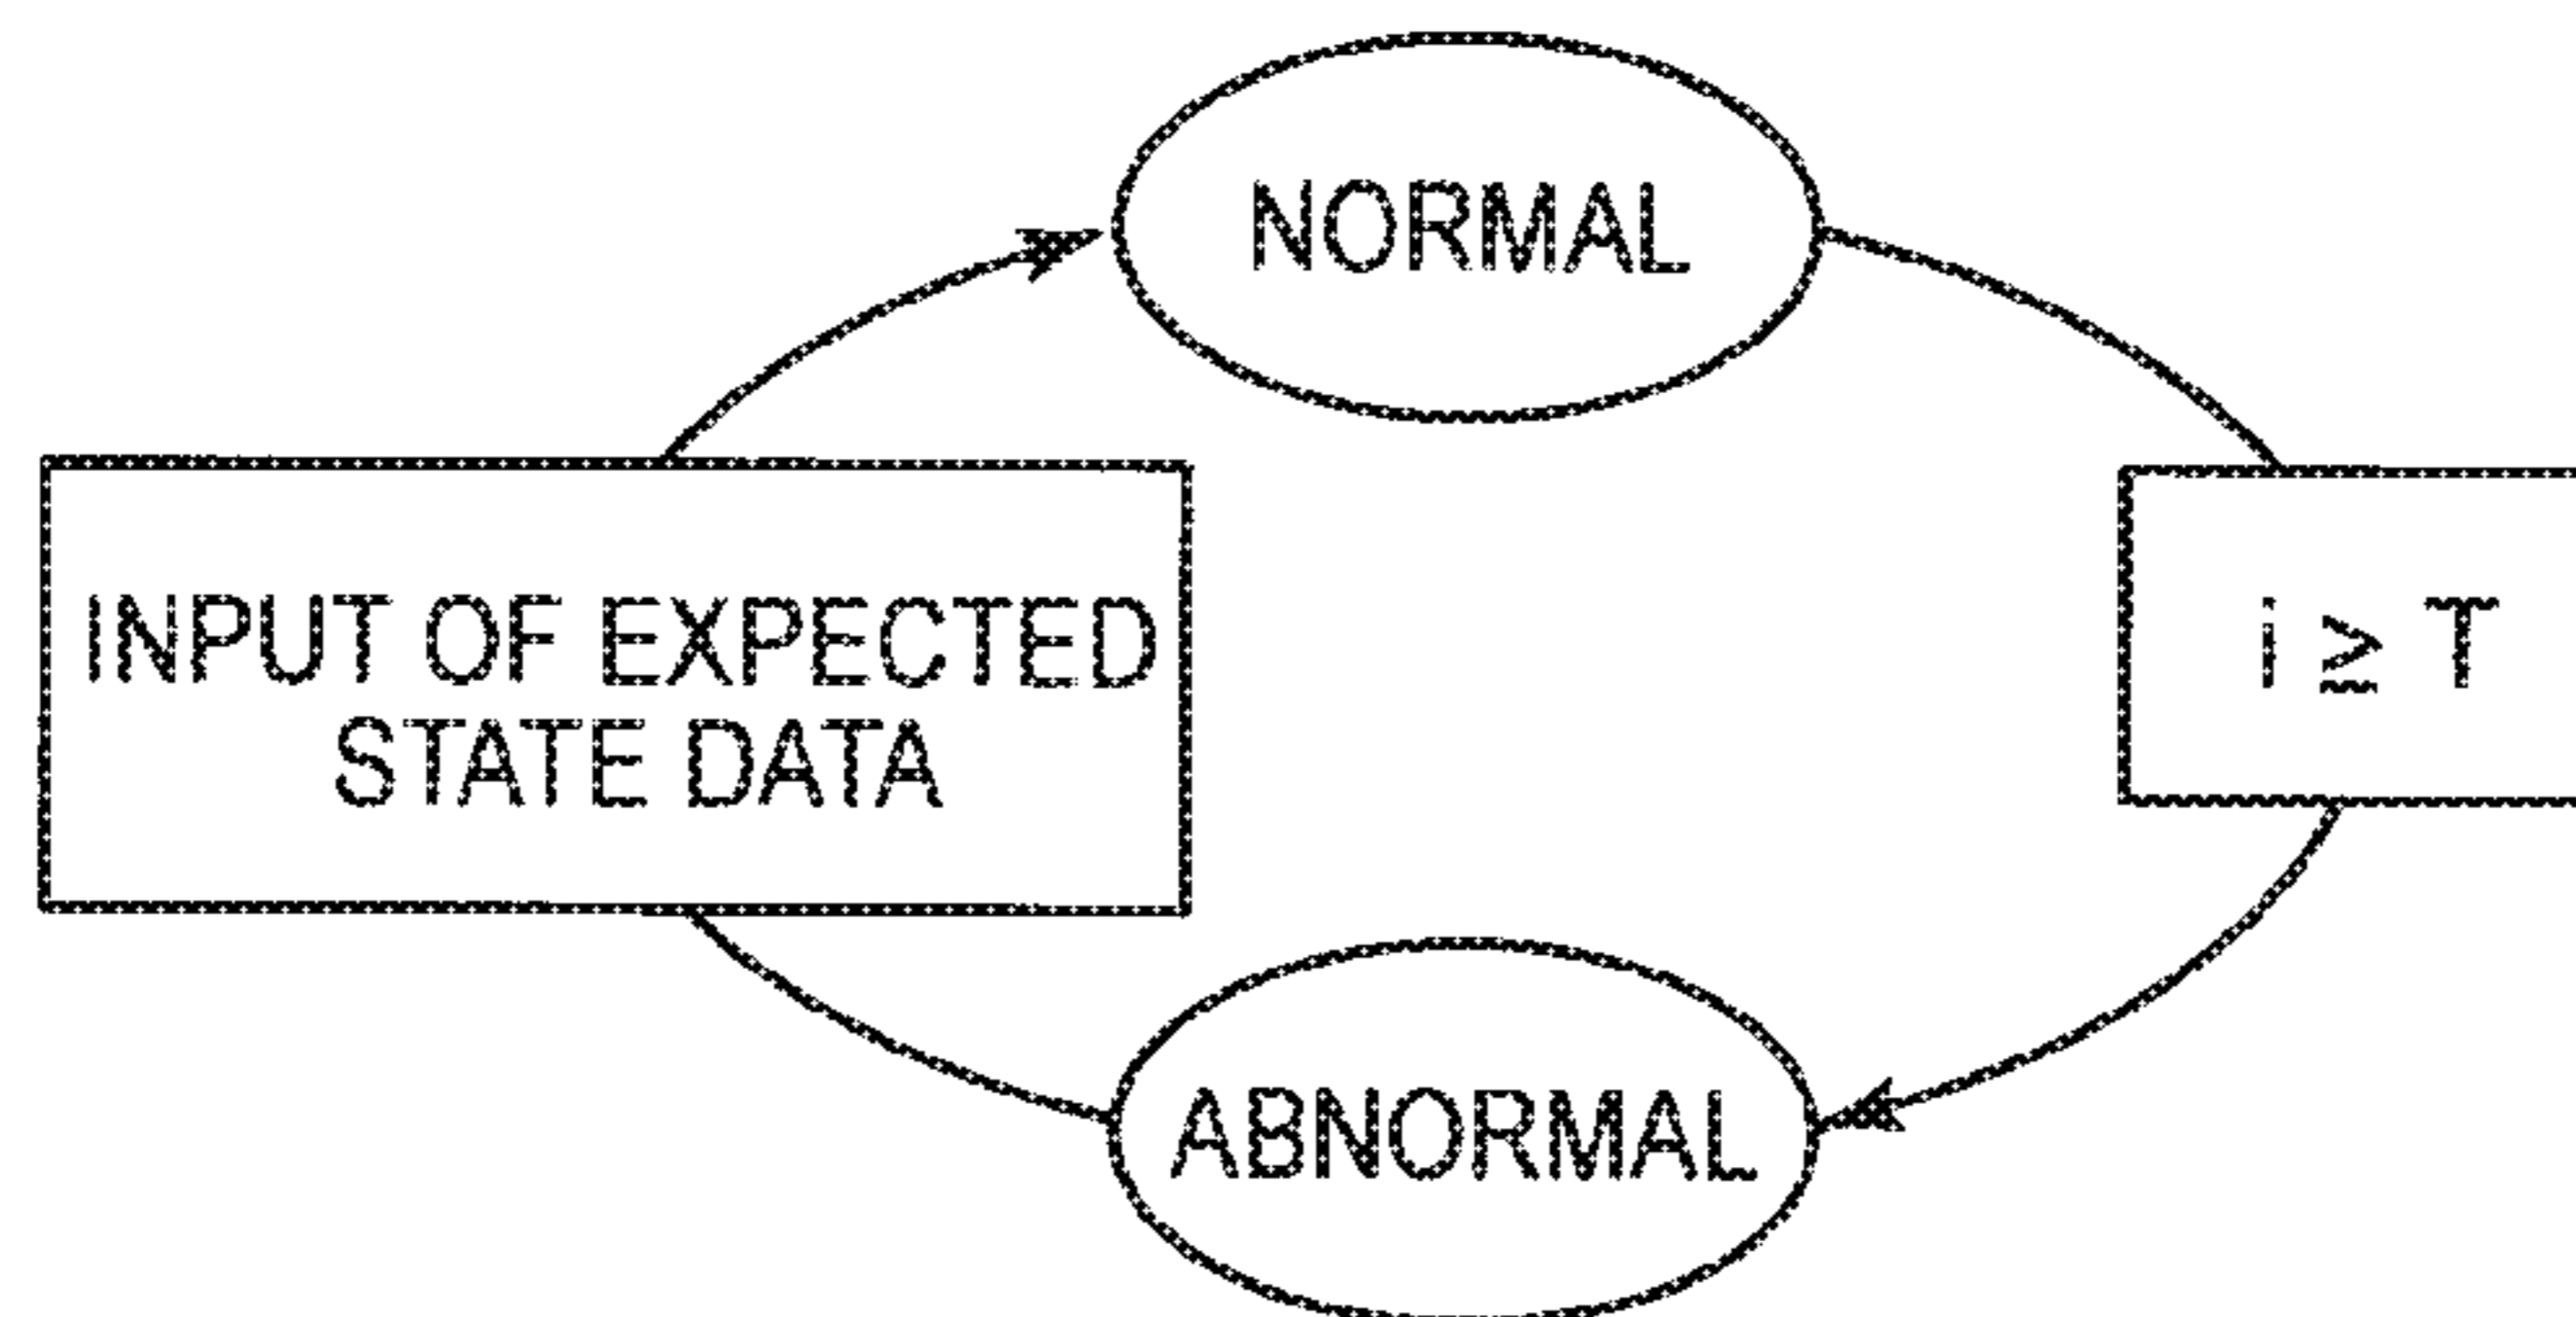 NORMAL
INPUT OF EXPECTED
STATE DATA
i ≥ T
ABNORMAL